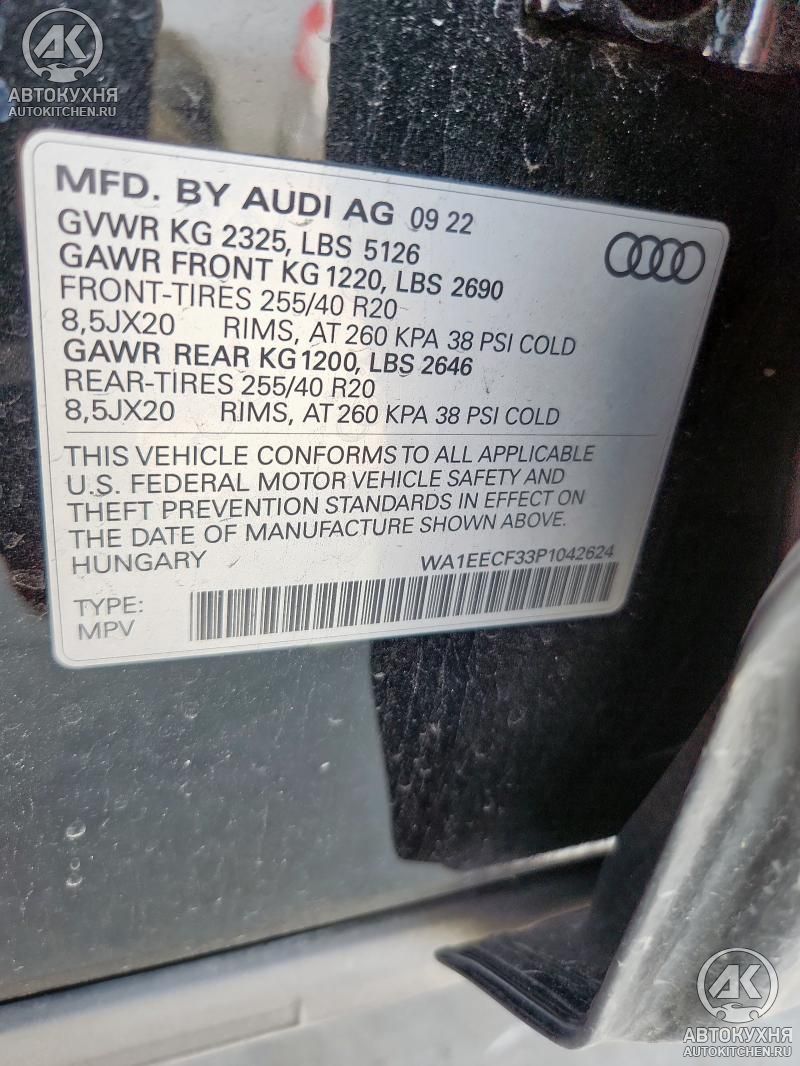 АК
АВТОКУХНЯ
AUTOKITCHEN.RU
MFD. BY AUDI AG 09 22
GVWR KG 2325, LBS 5126
GAWR FRONT KG 1220, LBS 2690
FRONT-TIRES 255/40 R20
8,5JX20 RIMS, AT 260 KPA 38 PSI COLD
GAWR REAR KG 1200, LBS 2646
REAR-TIRES 255/40 R20
8,5JX20 RIMS, AT 260 KPA 38 PSI COLD
THIS VEHICLE CONFORMS TO ALL APPLICABLE
U.S. FEDERAL MOTOR VEHICLE SAFETY AND
THEFT PREVENTION STANDARDS IN EFFECT ON
THE DATE OF MANUFACTURE SHOWN ABOVE.
HUNGARY WA1EECF33P1042624
TYPE:
MPV
АК
АВТОКУХНЯ
AUTOKITCHEN.RU